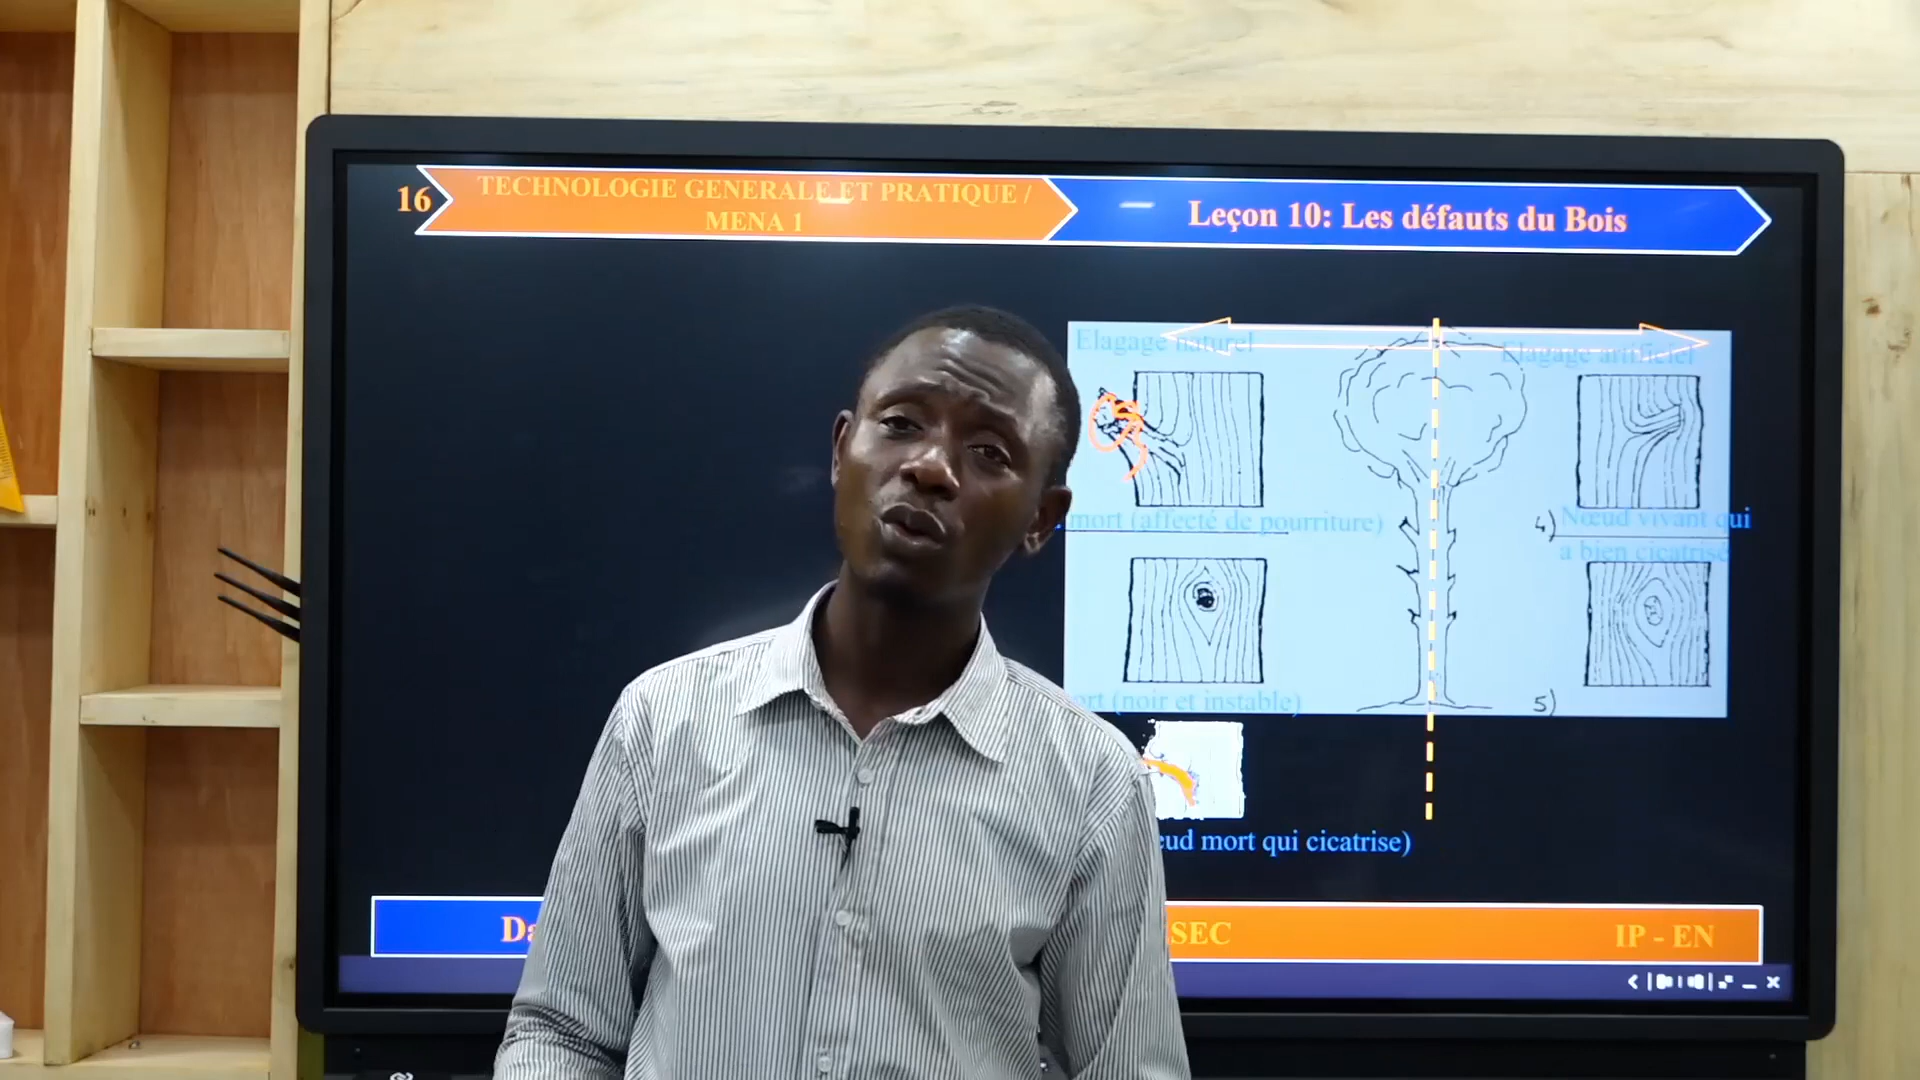 16
TECHNOLOGIE GENERALE ET PRATIQUE /
MENA 1
Leçon 10: Les défauts du Bois
Elagage naturel
Elagage artificiel
mort (affecté de pourriture)
4) Nœud vivant qui
a bien cicatrisé
ort (noir et instable)
5)
eud mort qui cicatrise)
Da
SEC
IP - EN